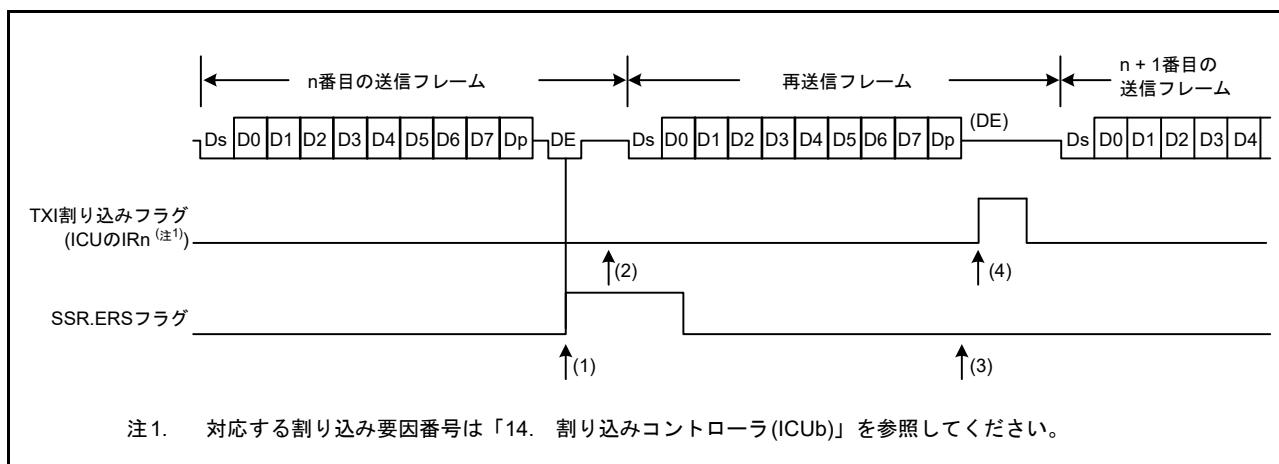 n番目の送信フレーム
再送信フレーム
n + 1番目の
送信フレーム
Ds D0 D1 D2 D3 D4 D5 D6 D7 Dp DE Ds D0 D1 D2 D3 D4 D5 D6 D7 Dp (DE) Ds D0 D1 D2 D3 D4
TXI割り込みフラグ
(ICUのIRn (注1))
(2)
(4)
SSR.ERSフラグ
(1)
(3)
注1. 対応する割り込み要因番号は「14. 割り込みコントローラ(ICUb)」を参照してください。